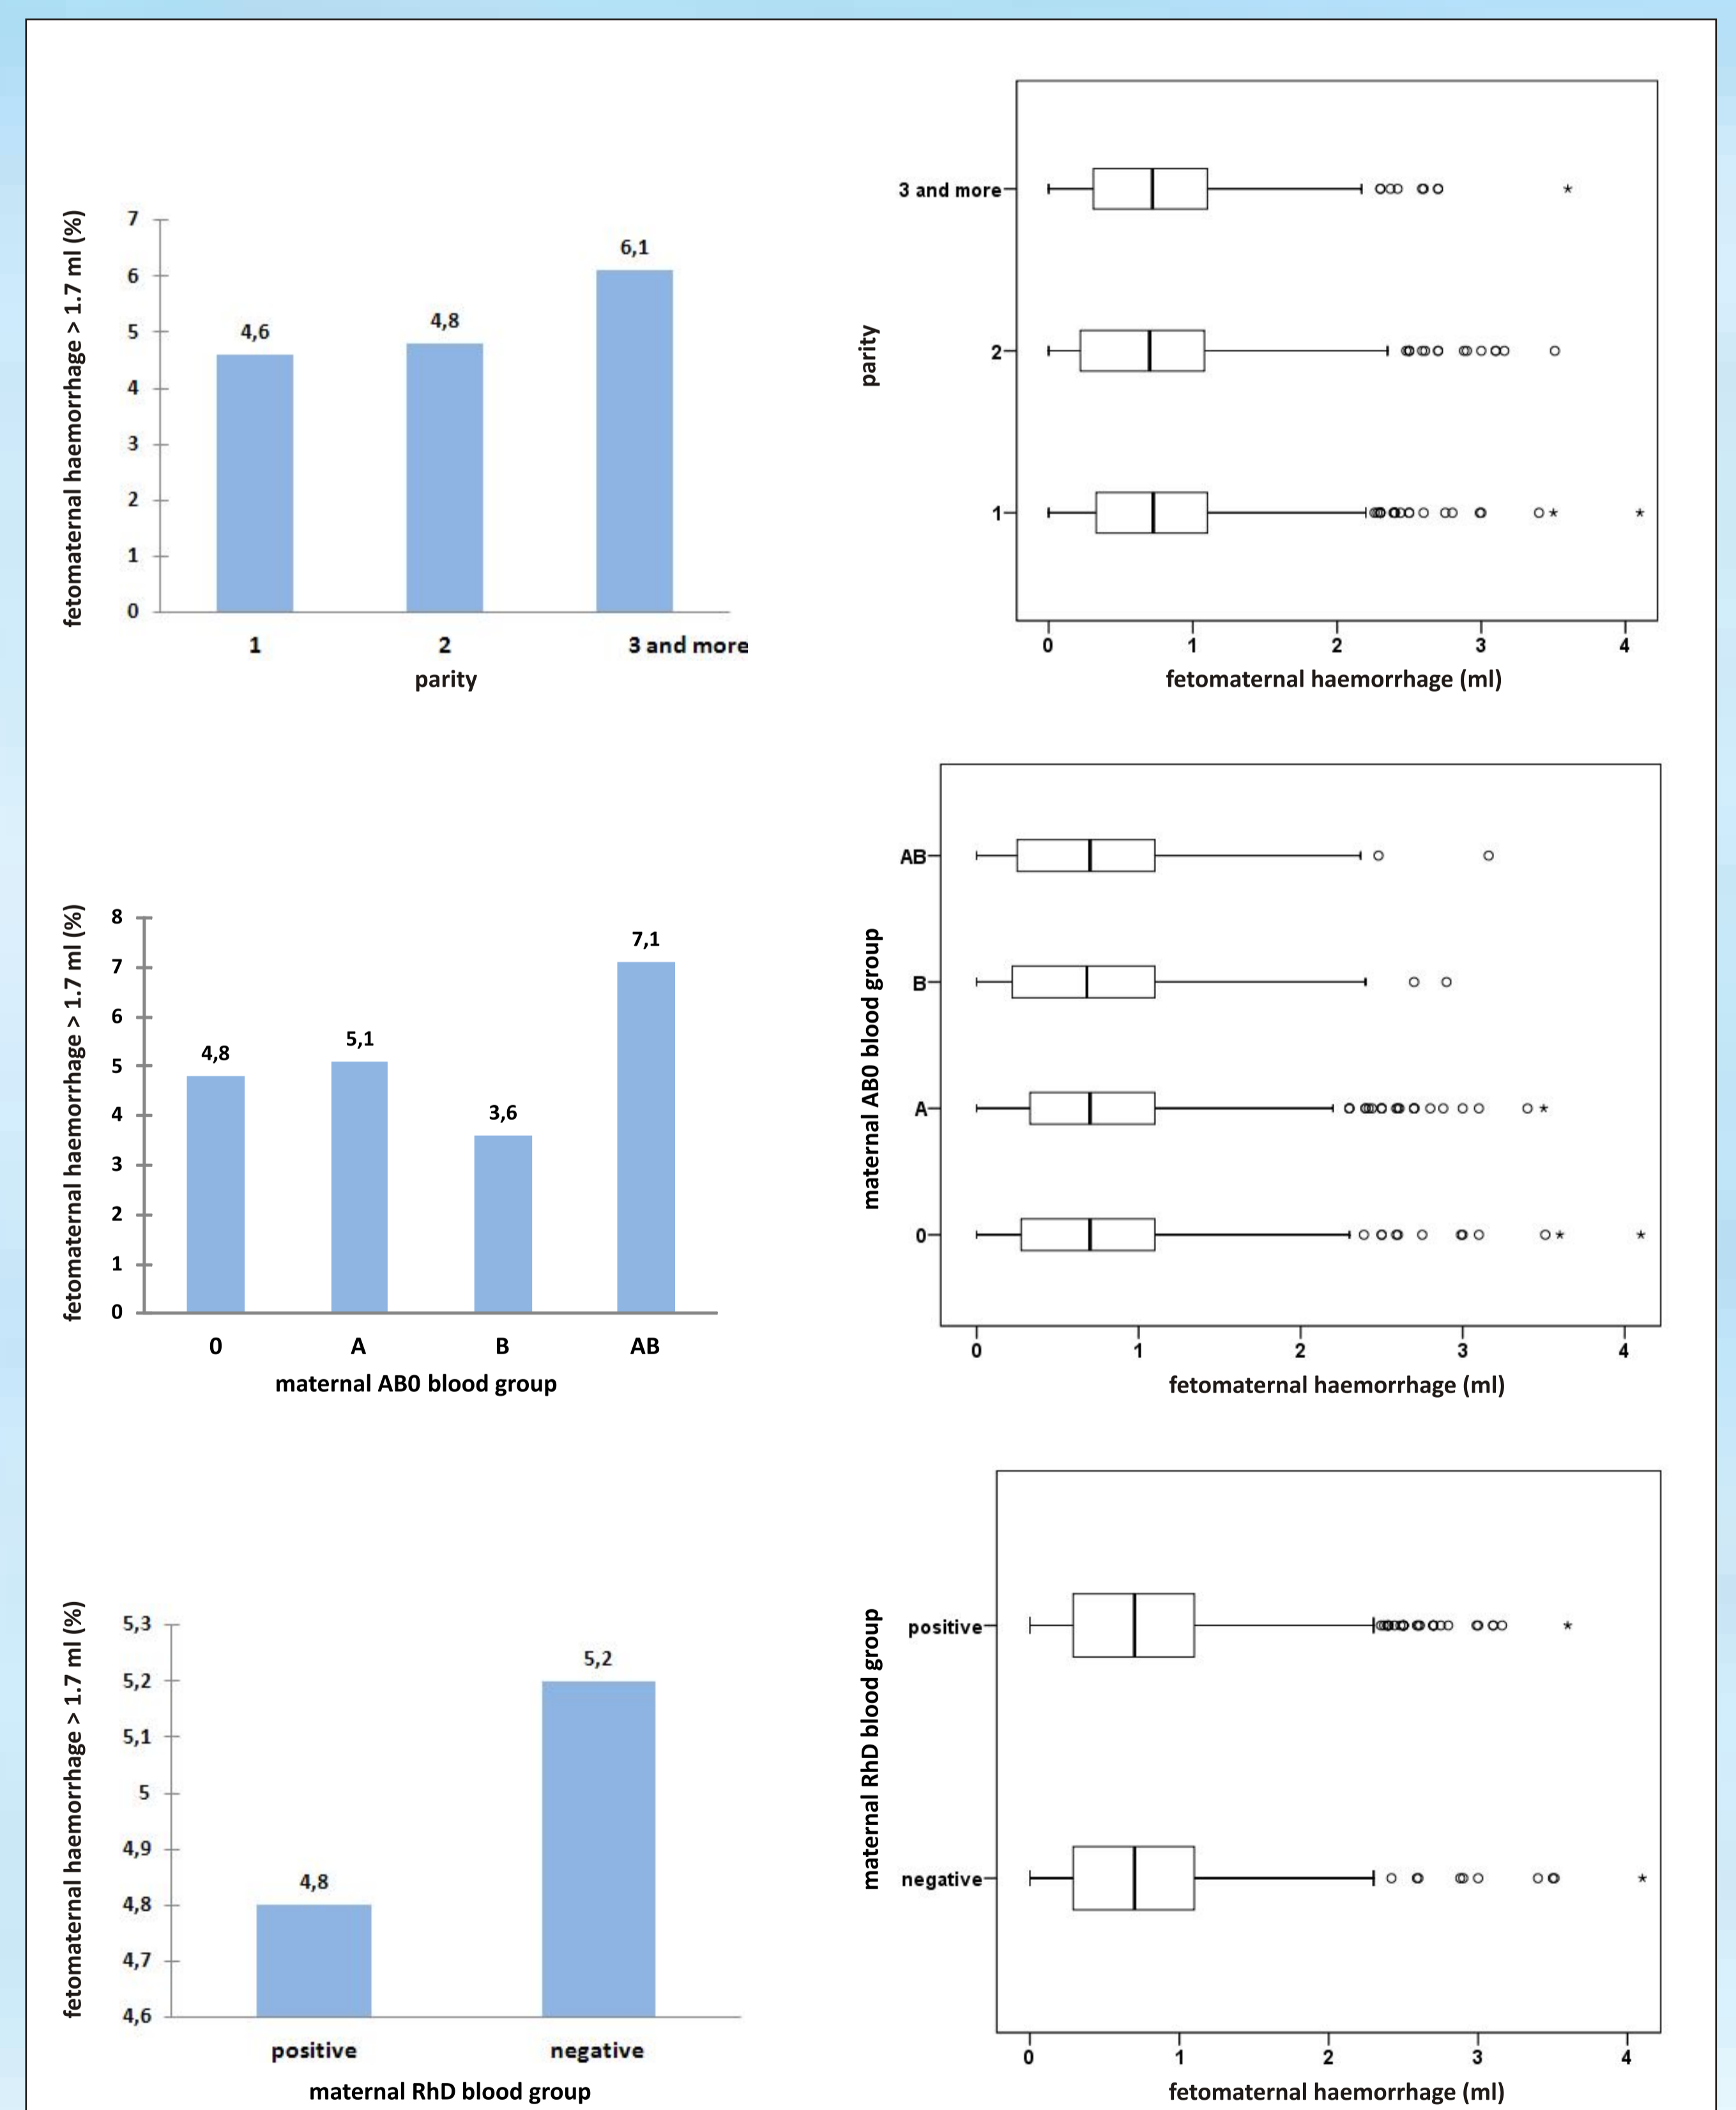 fetomaternal haemorrhage > 1.7 ml (%)
7
6
5
4
3
2
1
0
4,6
4,8
6,1
1
2
3 and more
parity
parity
3 and more
2
1
0
1
2
3
4
fetomaternal haemorrhage (ml)
fetomaternal haemorrhage > 1.7 ml (%)
8
7
6
5
4
3
2
1
0
4,8
5,1
3,6
7,1
0
A
B
AB
maternal AB0 blood group
maternal AB0 blood group
AB
B
A
0
0
1
2
3
4
fetomaternal haemorrhage (ml)
fetomaternal haemorrhage > 1.7 ml (%)
5,3
5,2
5,1
5
4,9
4,8
4,7
4,6
4,8
5,2
positive
negative
maternal RhD blood group
maternal RhD blood group
positive
negative
0
1
2
3
4
fetomaternal haemorrhage (ml)